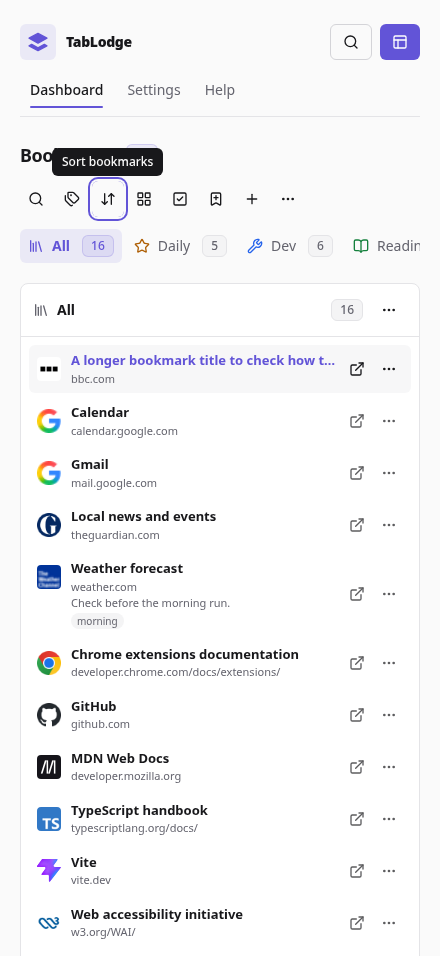 TabLodge
Dashboard
Settings
Help
Boo
Sort bookmarks
All 16
Daily 5
Dev 6
Readin
All
16
A longer bookmark title to check how t...
bbc.com
Calendar
calendar.google.com
Gmail
mail.google.com
Local news and events
theguardian.com
The Weather Channel
Weather forecast
weather.com
Check before the morning run.
morning
Chrome extensions documentation
developer.chrome.com/docs/extensions/
GitHub
github.com
MDN Web Docs
developer.mozilla.org
TS
TypeScript handbook
typescriptlang.org/docs/
Vite
vite.dev
Web accessibility initiative
w3.org/WAI/